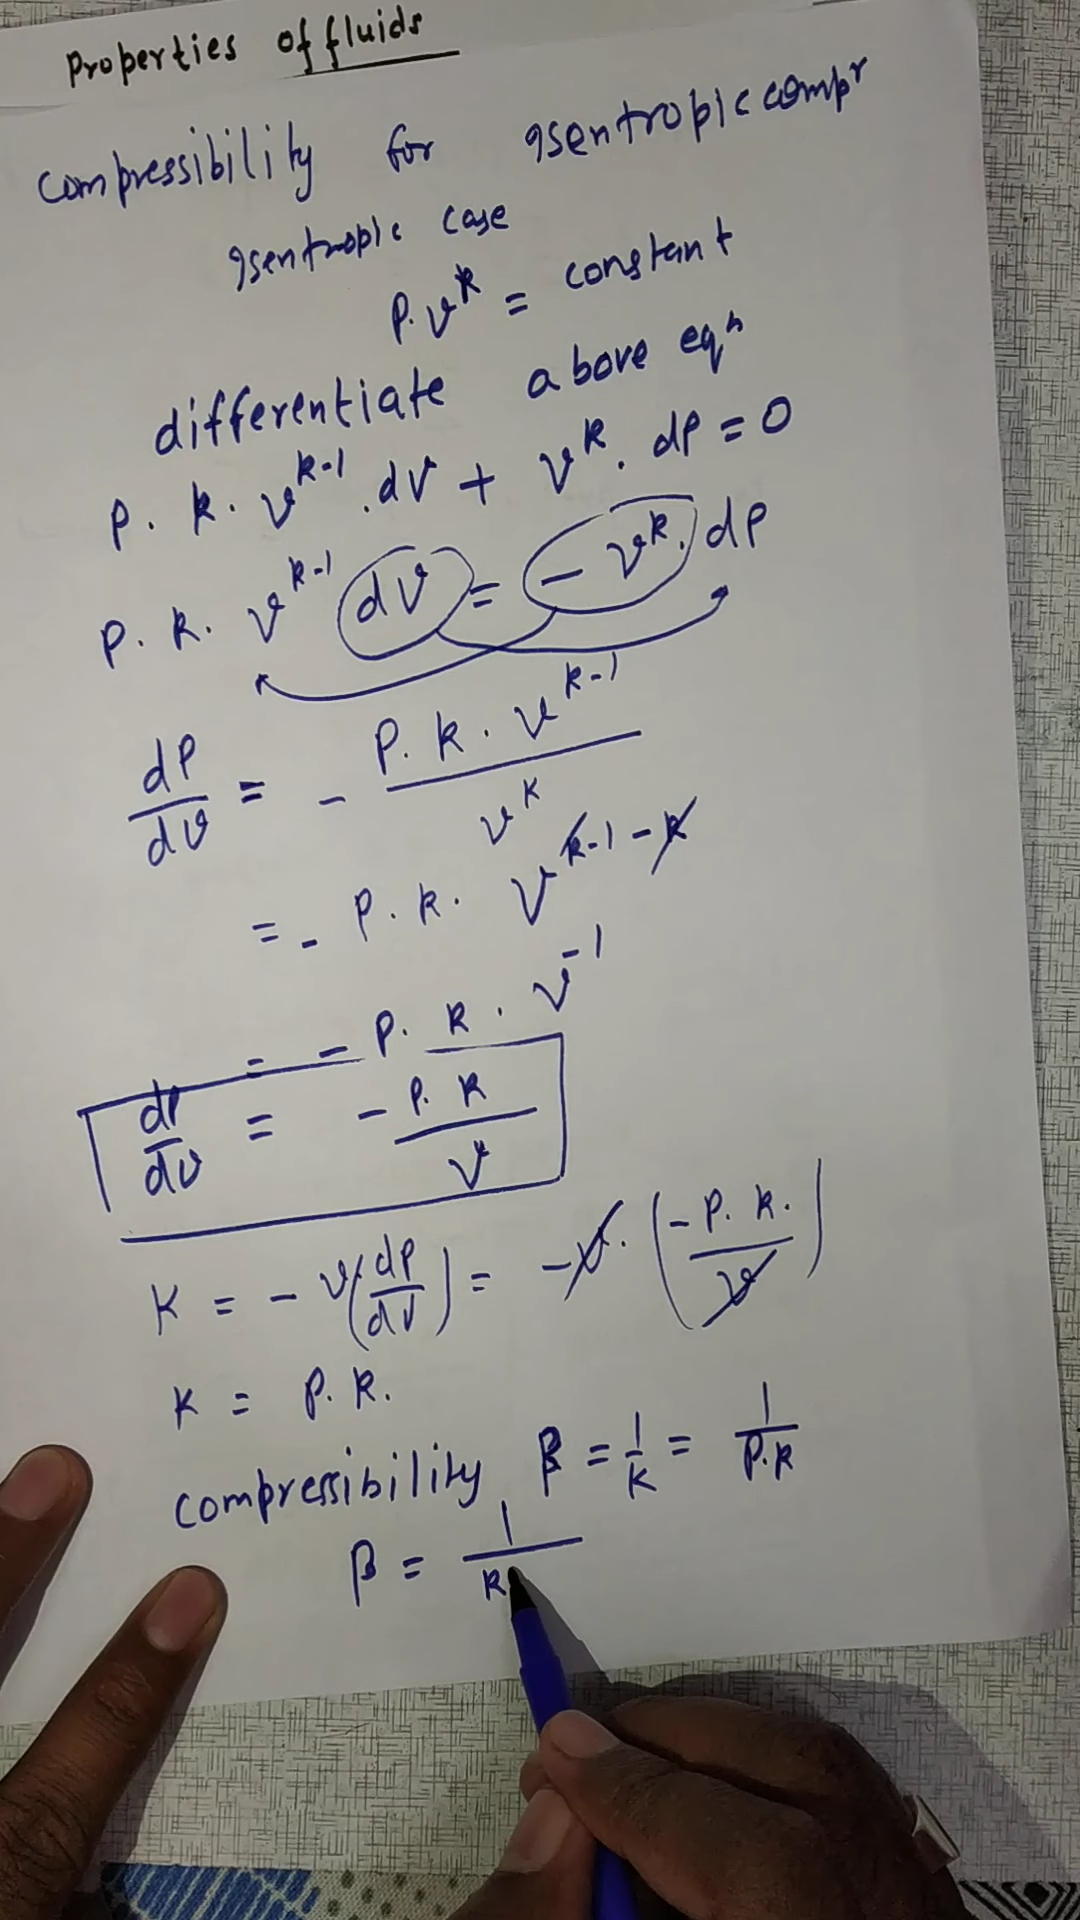 Properties of fluids
compressibility for isentropic compr
isentropic case
P.v^k = constant
differentiate above eqⁿ
P. k. v^k-1 .dv + v^k. dP = 0
P. k. v^k-1 dv = - v^k. dP
dP/dv = - P. k. v^k-1 / v^k
= - P. k. v^k-1-k
= - P. k. v^-1
dP/dv = - P. k / v
K = - v(dP/dv) = -v. (-P. k. / v)
K = P. k.
compressibility, β = 1/K = 1/P.k
β = 1/k